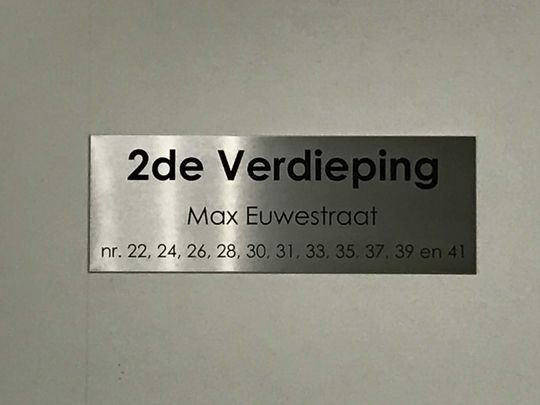 2de Verdieping
Max Euwestraat
nr. 22, 24, 26, 28, 30, 31, 33, 35, 37, 39 en 41